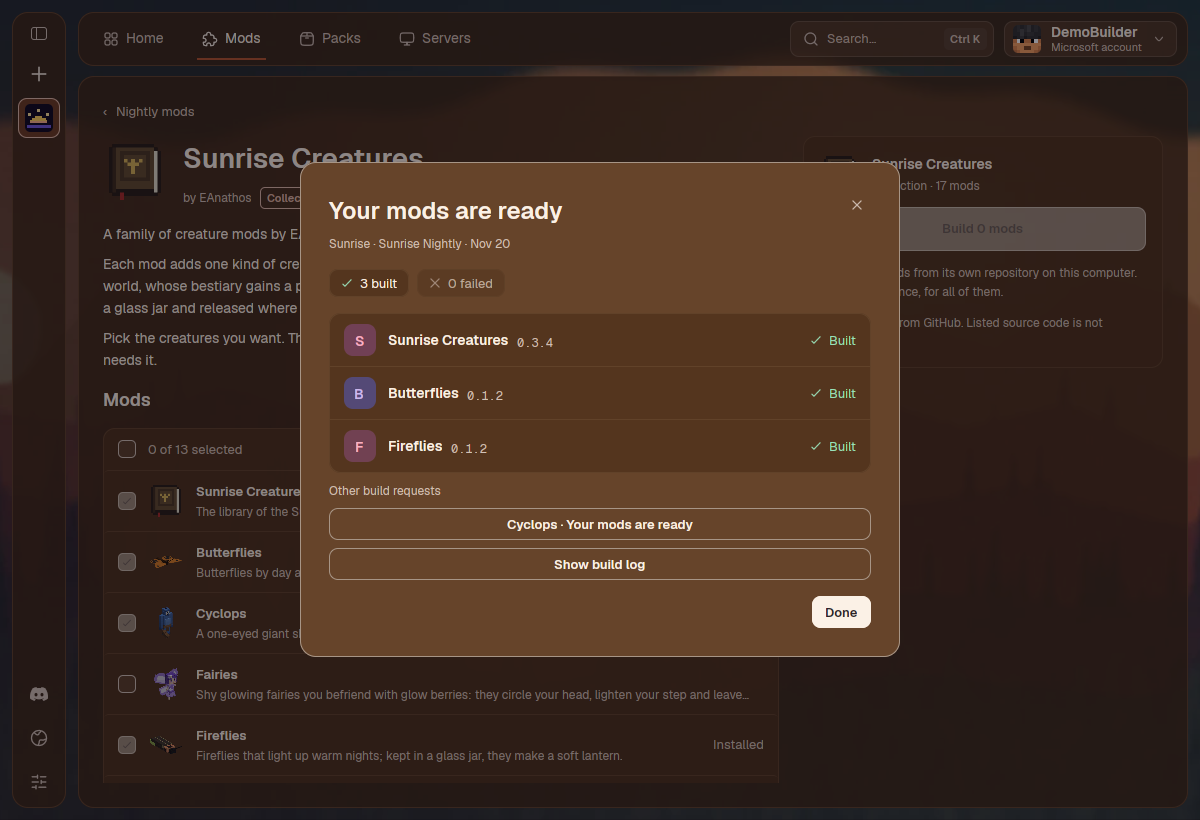 Home
Mods
Packs
Servers
Search...
Ctrl K
DemoBuilder
Microsoft account
‹ Nightly mods
Sunrise Creatures
by EAnathos
Collec
A family of creature mods by EA
Each mod adds one kind of cre
world, whose bestiary gains a p
a glass jar and released where
Pick the creatures you want. Th
needs it.
Mods
0 of 13 selected
Sunrise Creature
The library of the S
Butterflies
Butterflies by day a
Cyclops
A one-eyed giant sl
Fairies
Shy glowing fairies you befriend with glow berries: they circle your head, lighten your step and leave...
Fireflies
Fireflies that light up warm nights; kept in a glass jar, they make a soft lantern.
Installed
Sunrise Creatures
ction · 17 mods
Build 0 mods
ds from its own repository on this computer.
nce, for all of them.
rom GitHub. Listed source code is not
Your mods are ready
Sunrise · Sunrise Nightly · Nov 20
3 built
0 failed
S
Sunrise Creatures 0.3.4
Built
B
Butterflies 0.1.2
Built
F
Fireflies 0.1.2
Built
Other build requests
Cyclops · Your mods are ready
Show build log
Done